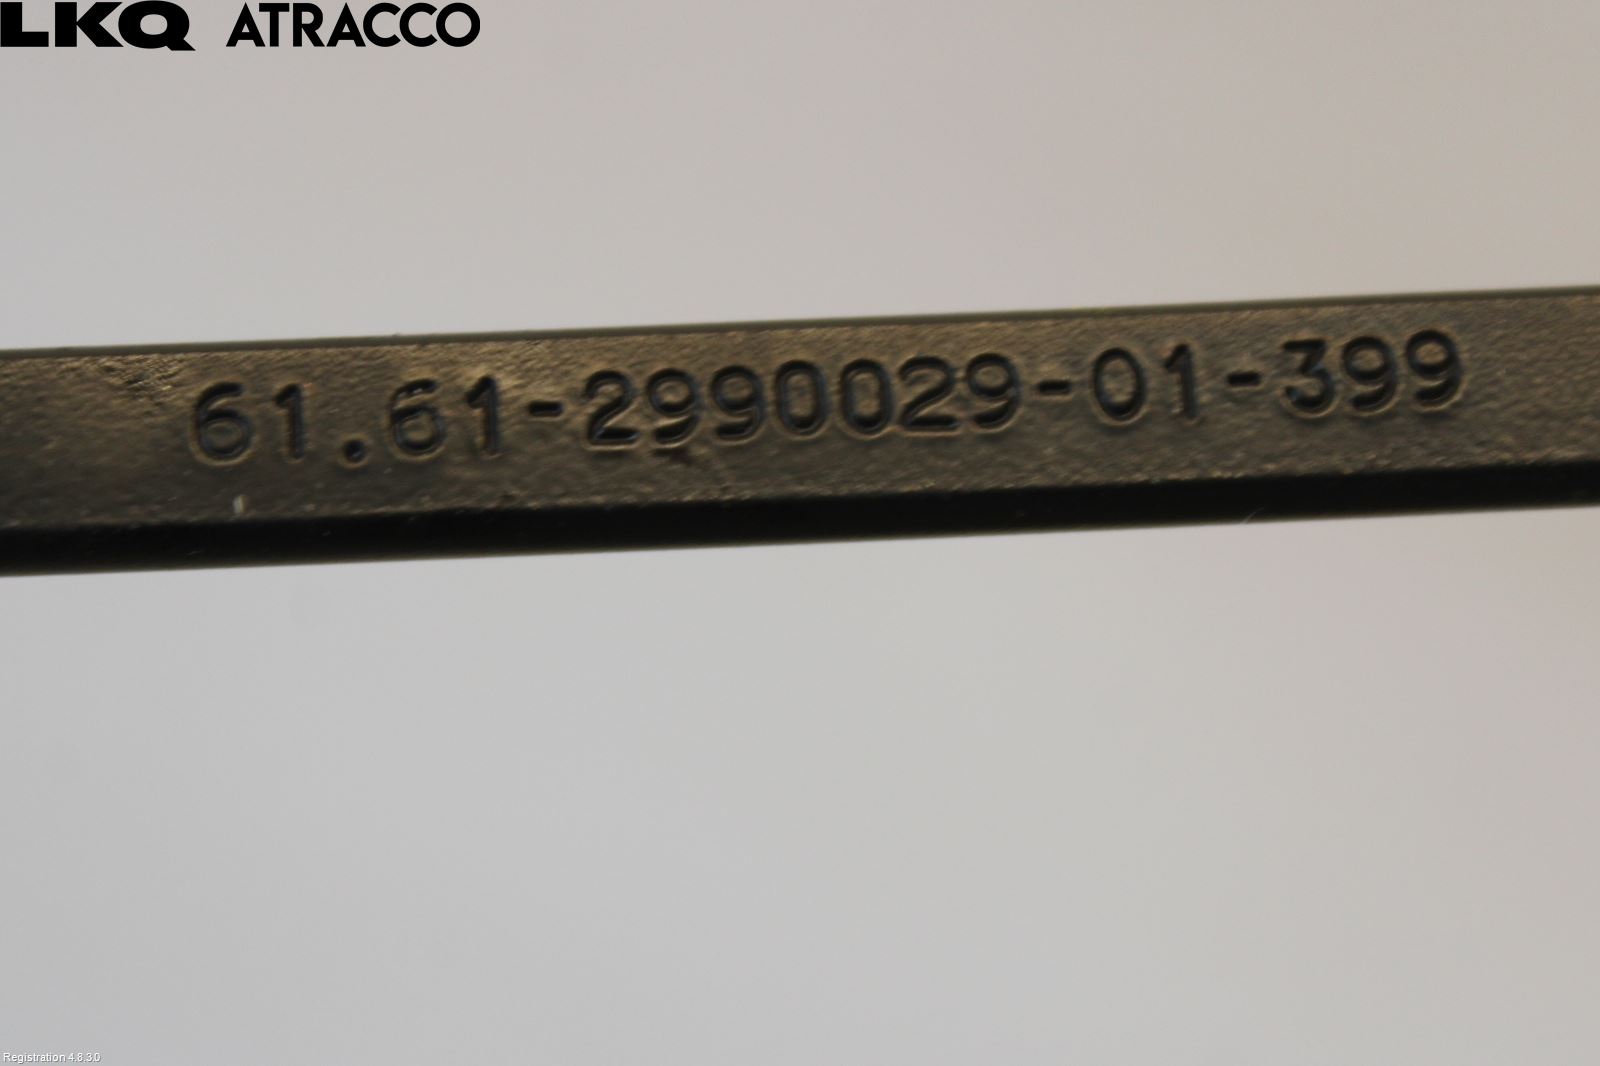 LKQ ATRACCO
61.61-2990029-01-399
Registration 4.8.3.0